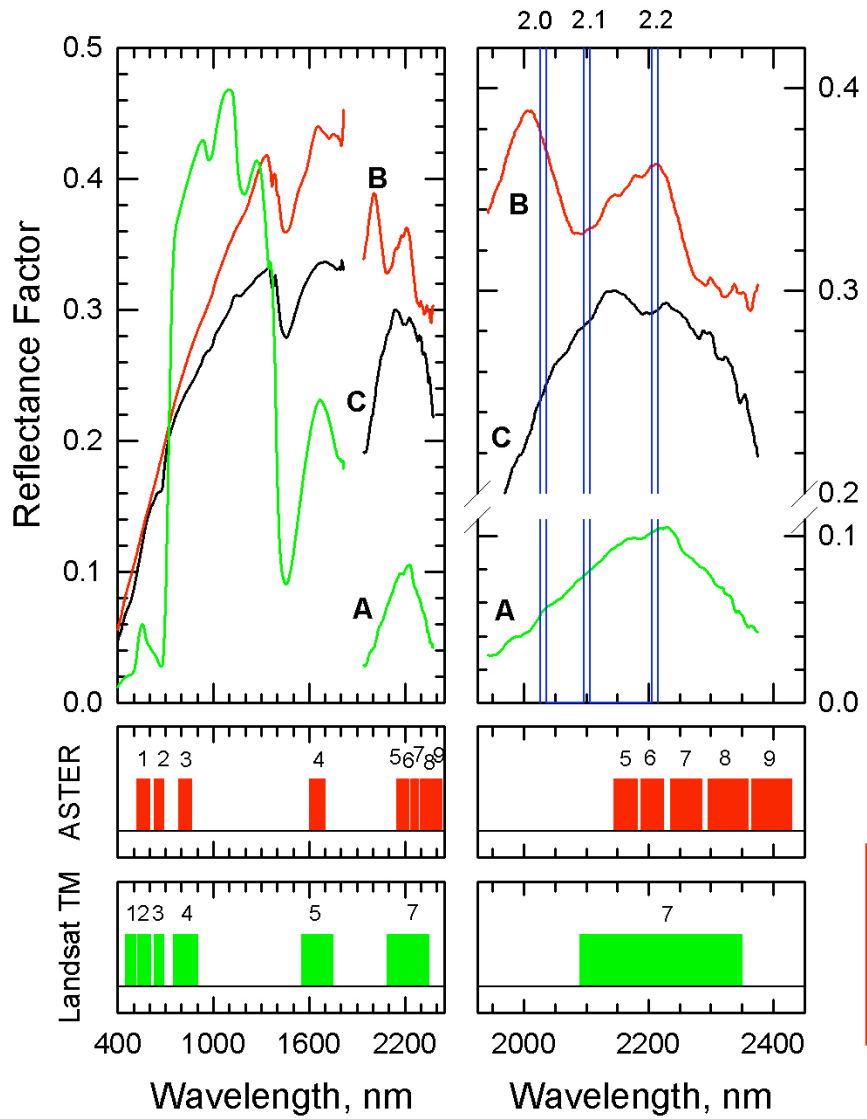 2.0 2.1 2.2
0.5
0.4
0.3
0.2
0.1
0.0
Reflectance Factor
B
C
A
B
C
A
0.4
0.3
0.2
0.1
0.0
ASTER
1 2 3 4 5 6 7 8 9
5 6 7 8 9
Landsat TM
1 2 3 4 5 7
7
400 1000 1600 2200
2000 2200 2400
Wavelength, nm
Wavelength, nm